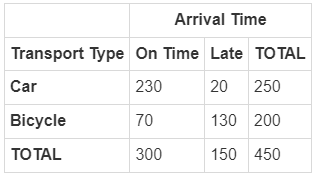 Arrival Time
Transport Type On Time Late TOTAL
Car 230 20 250
Bicycle 70 130 200
TOTAL 300 150 450